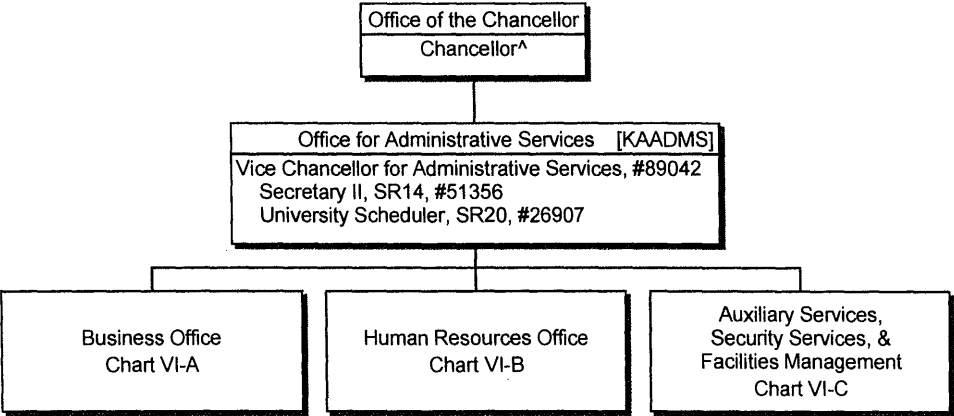 Office of the Chancellor
Chancellor^
Office for Administrative Services [KAADMS]
Vice Chancellor for Administrative Services, #89042
Secretary II, SR14, #51356
University Scheduler, SR20, #26907
Business Office
Chart VI-A
Human Resources Office
Chart VI-B
Auxiliary Services,
Security Services, &
Facilities Management
Chart VI-C